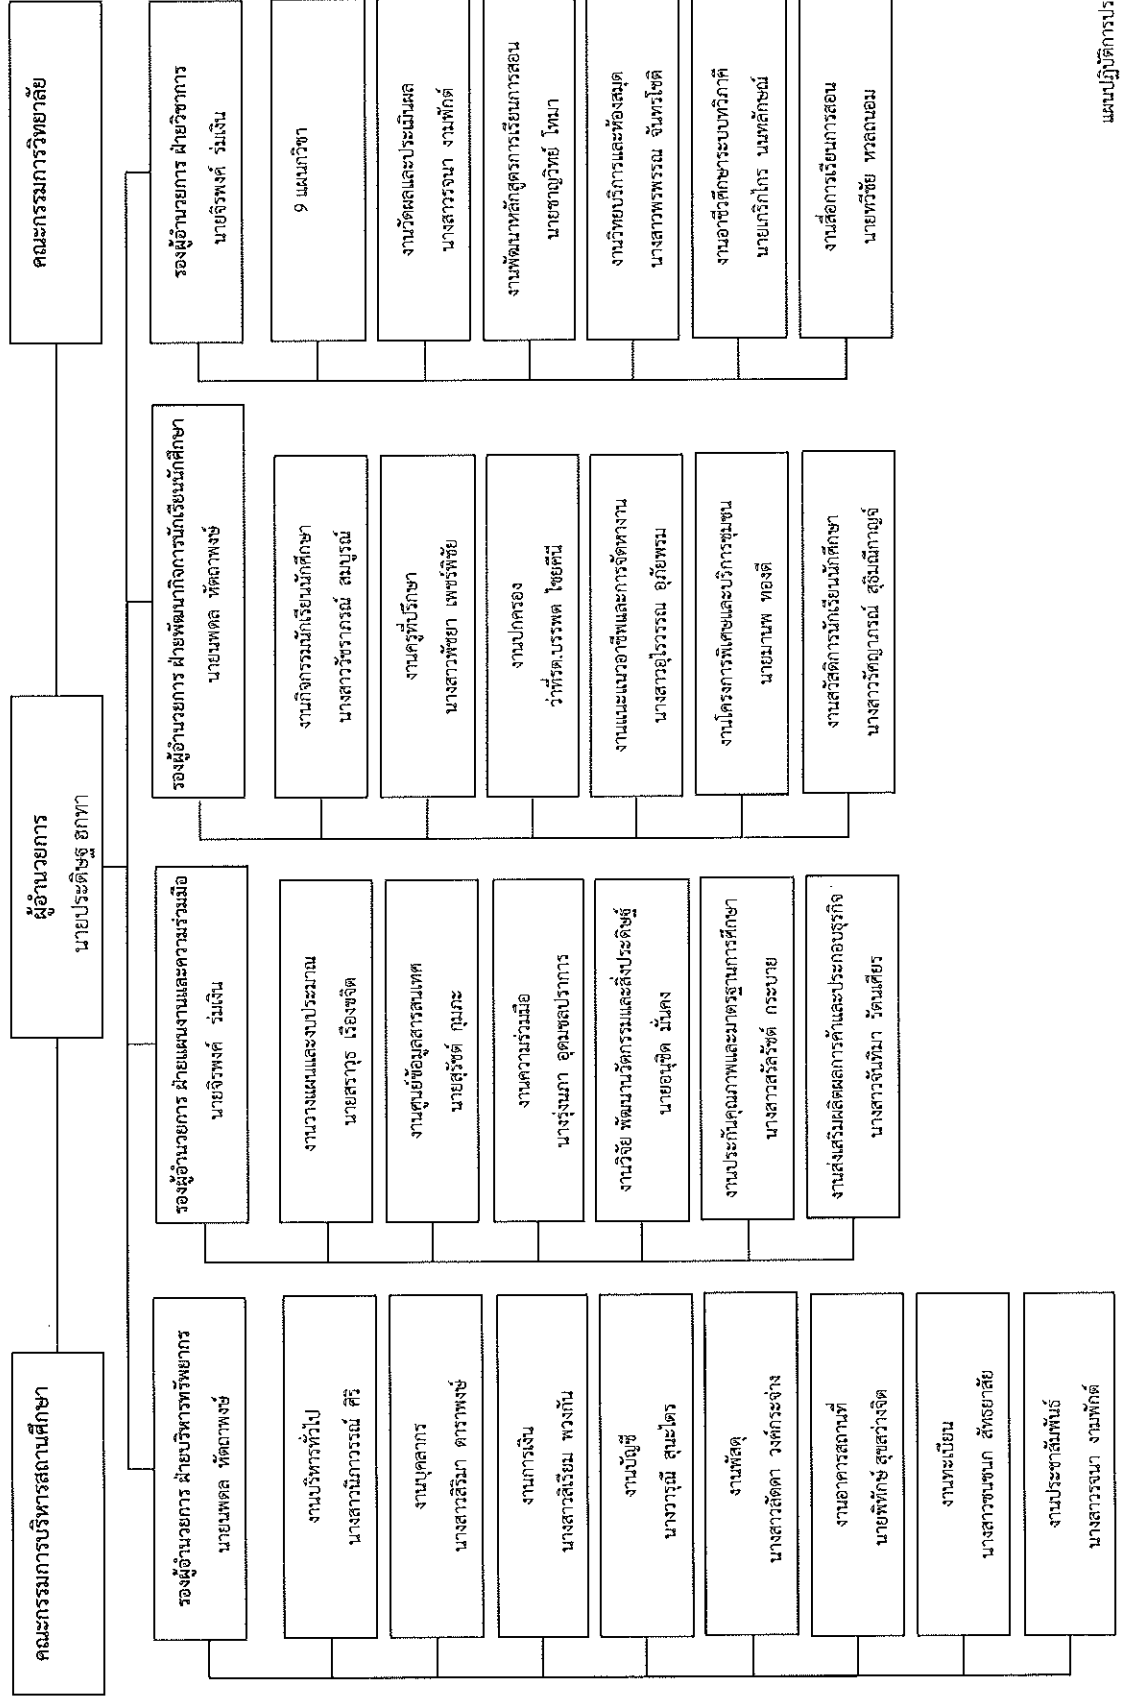 คณะกรรมการบริหารสถานศึกษา
ผู้อำนวยการ
นายประดิษฐ ฮกทา
คณะกรรมการวิทยาลัย
รองผู้อำนวยการ ฝ่ายบริหารทรัพยากร
นายนพดล หัตถาพงษ์
งานบริหารทั่วไป
นางสาวนิภาวรรณ์ ศิริ
งานบุคลากร
นางสาวสิริมา ดาราพงษ์
งานการเงิน
นางสาวสิเรียม พวงกัน
งานบัญชี
นางวารุณี สุนะไตร
งานพัสดุ
นางสาวลัดดา วงค์กระจ่าง
งานอาคารสถานที่
นายพิทักษ์ สุขสว่างจิต
งานทะเบียน
นางสาวชนชนก สัทธยาลัย
งานประชาสัมพันธ์
นางสาวรจนา งามพักต์
รองผู้อำนวยการ ฝ่ายแผนงานและความร่วมมือ
นายจิรพงค์ ร่มเงิน
งานวางแผนและงบประมาณ
นายสราวุธ เรืองขจิต
งานศูนย์ข้อมูลสารสนเทศ
นายสุรัชต์ กุมภะ
งานความร่วมมือ
นางรุ่งนภา อุดมชลปราการ
งานวิจัย พัฒนานวัตกรรมและสิ่งประดิษฐ์
นายอนุชิด มั่นคง
งานประกันคุณภาพและมาตรฐานการศึกษา
นางสาวสรัลรัชต์ กระบาย
งานส่งเสริมผลิตผลการค้าและประกอบธุรกิจ
นางสาวจันทิมา รัตนเศียร
รองผู้อำนวยการ ฝ่ายพัฒนากิจการนักเรียนนักศึกษา
นายนพดล หัตถาพงษ์
งานกิจกรรมนักเรียนนักศึกษา
นางสาววัชราภรณ์ สมบูรณ์
งานครูที่ปรึกษา
นางสาวพัชยา เพชรพิชัย
งานปกครอง
ว่าที่รต.บรรพต ไชยคีนี
งานแนะแนวอาชีพและการจัดหางาน
นางสาวอุไรวรรณ อุภัยพรม
งานโครงการพิเศษและบริการชุมชน
นายมานพ ทองดี
งานสวัสดิการนักเรียนนักศึกษา
นางสาววรัศญาภรณ์ สุธิมณีกาญจ์
รองผู้อำนวยการ ฝ่ายวิชาการ
นายจิรพงค์ ร่มเงิน
9 แผนกวิชา
งานวัดผลและประเมินผล
นางสาวรจนา งามพักต์
งานพัฒนาหลักสูตรการเรียนการสอน
นายชาญวิทย์ โทมา
งานวิทยบริการและห้องสมุด
นางสาวพรพรรณ จันทรโชติ
งานอาชีวศึกษาระบบทวิภาคี
นายเกริกไกร นนทลักษณ์
งานสื่อการเรียนการสอน
นายทวีชัย หวลถนอม
แผนปฏิบัติการประ